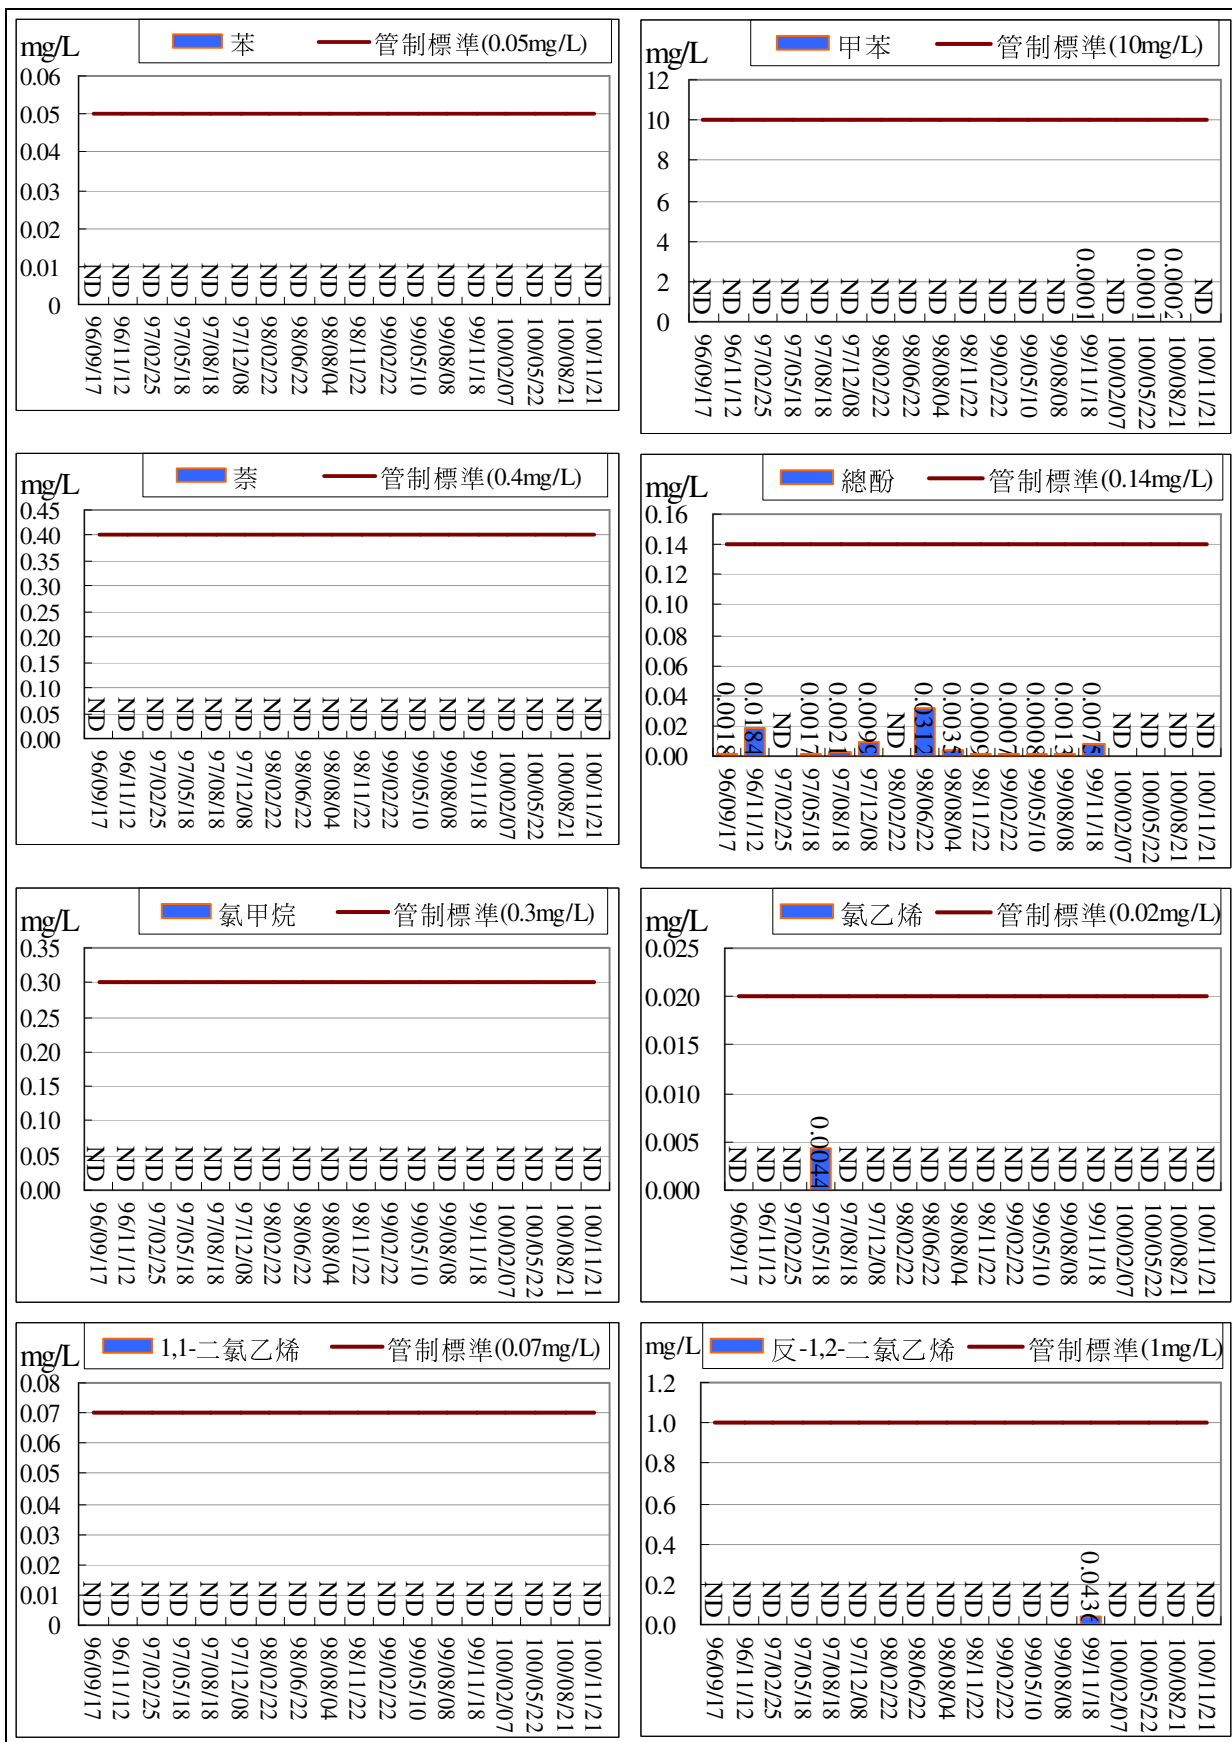 mg/L
苯 管制標準(0.05mg/L)
0.06
0.05
0.04
0.03
0.02
0.01
0
ND ND ND ND ND ND ND ND ND ND ND ND ND ND ND ND ND ND
96/09/17 96/11/12 97/02/25 97/05/18 97/08/18 97/12/08 98/02/22 98/06/22 98/08/04 98/11/22 99/02/22 99/05/10 99/08/08 99/11/18 100/02/07 100/05/22 100/08/21 100/11/21
mg/L
甲苯 管制標準(10mg/L)
12
10
8
6
4
2
0
ND ND ND ND ND ND ND ND ND ND ND ND ND 0.0001 ND 0.0001 0.0002 ND
96/09/17 96/11/12 97/02/25 97/05/18 97/08/18 97/12/08 98/02/22 98/06/22 98/08/04 98/11/22 99/02/22 99/05/10 99/08/08 99/11/18 100/02/07 100/05/22 100/08/21 100/11/21
mg/L
萘 管制標準(0.4mg/L)
0.45
0.40
0.35
0.30
0.25
0.20
0.15
0.10
0.05
0.00
ND ND ND ND ND ND ND ND ND ND ND ND ND ND ND ND ND ND
96/09/17 96/11/12 97/02/25 97/05/18 97/08/18 97/12/08 98/02/22 98/06/22 98/08/04 98/11/22 99/02/22 99/05/10 99/08/08 99/11/18 100/02/07 100/05/22 100/08/21 100/11/21
mg/L
總酚 管制標準(0.14mg/L)
0.16
0.14
0.12
0.10
0.08
0.06
0.04
0.02
0.00
0.0018 0.0184 ND 0.0017 0.0021 0.0099 ND 0.0312 0.0035 0.0009 0.0007 0.0008 0.0013 0.0075 ND ND ND ND
96/09/17 96/11/12 97/02/25 97/05/18 97/08/18 97/12/08 98/02/22 98/06/22 98/08/04 98/11/22 99/02/22 99/05/10 99/08/08 99/11/18 100/02/07 100/05/22 100/08/21 100/11/21
mg/L
氯甲烷 管制標準(0.3mg/L)
0.35
0.30
0.25
0.20
0.15
0.10
0.05
0.00
ND ND ND ND ND ND ND ND ND ND ND ND ND ND ND ND ND ND
96/09/17 96/11/12 97/02/25 97/05/18 97/08/18 97/12/08 98/02/22 98/06/22 98/08/04 98/11/22 99/02/22 99/05/10 99/08/08 99/11/18 100/02/07 100/05/22 100/08/21 100/11/21
mg/L
氯乙烯 管制標準(0.02mg/L)
0.025
0.020
0.015
0.010
0.005
0.000
ND ND ND 0.0044 ND ND ND ND ND ND ND ND ND ND ND ND ND ND
96/09/17 96/11/12 97/02/25 97/05/18 97/08/18 97/12/08 98/02/22 98/06/22 98/08/04 98/11/22 99/02/22 99/05/10 99/08/08 99/11/18 100/02/07 100/05/22 100/08/21 100/11/21
mg/L
1,1-二氯乙烯 管制標準(0.07mg/L)
0.08
0.07
0.06
0.05
0.04
0.03
0.02
0.01
0
ND ND ND ND ND ND ND ND ND ND ND ND ND ND ND ND ND ND
96/09/17 96/11/12 97/02/25 97/05/18 97/08/18 97/12/08 98/02/22 98/06/22 98/08/04 98/11/22 99/02/22 99/05/10 99/08/08 99/11/18 100/02/07 100/05/22 100/08/21 100/11/21
mg/L
反-1,2-二氯乙烯 管制標準(1mg/L)
1.2
1.0
0.8
0.6
0.4
0.2
0.0
ND ND ND ND ND ND ND ND ND ND ND ND ND 0.0436 ND ND ND ND
96/09/17 96/11/12 97/02/25 97/05/18 97/08/18 97/12/08 98/02/22 98/06/22 98/08/04 98/11/22 99/02/22 99/05/10 99/08/08 99/11/18 100/02/07 100/05/22 100/08/21 100/11/21